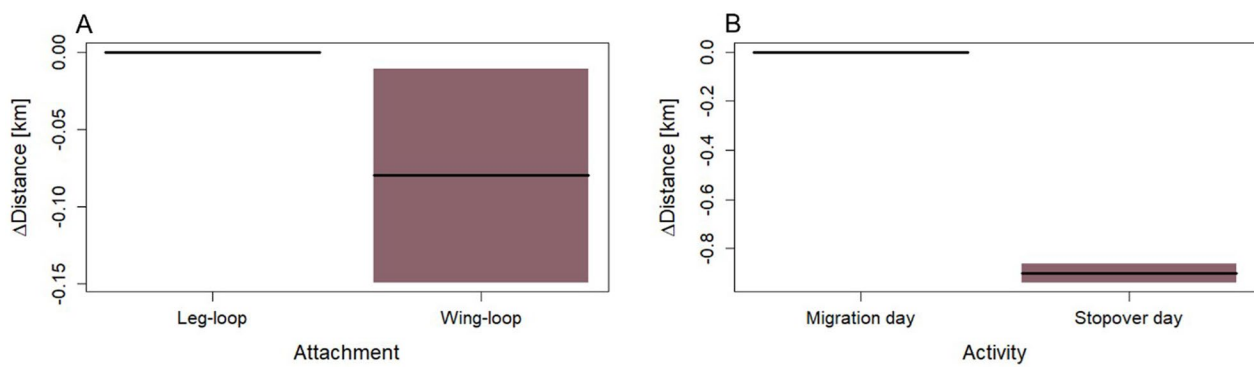 A
ΔDistance [km]
0.00
-0.05
-0.10
-0.15
Leg-loop Wing-loop
Attachment
B
ΔDistance [km]
0.0
-0.2
-0.4
-0.6
-0.8
Migration day Stopover day
Activity